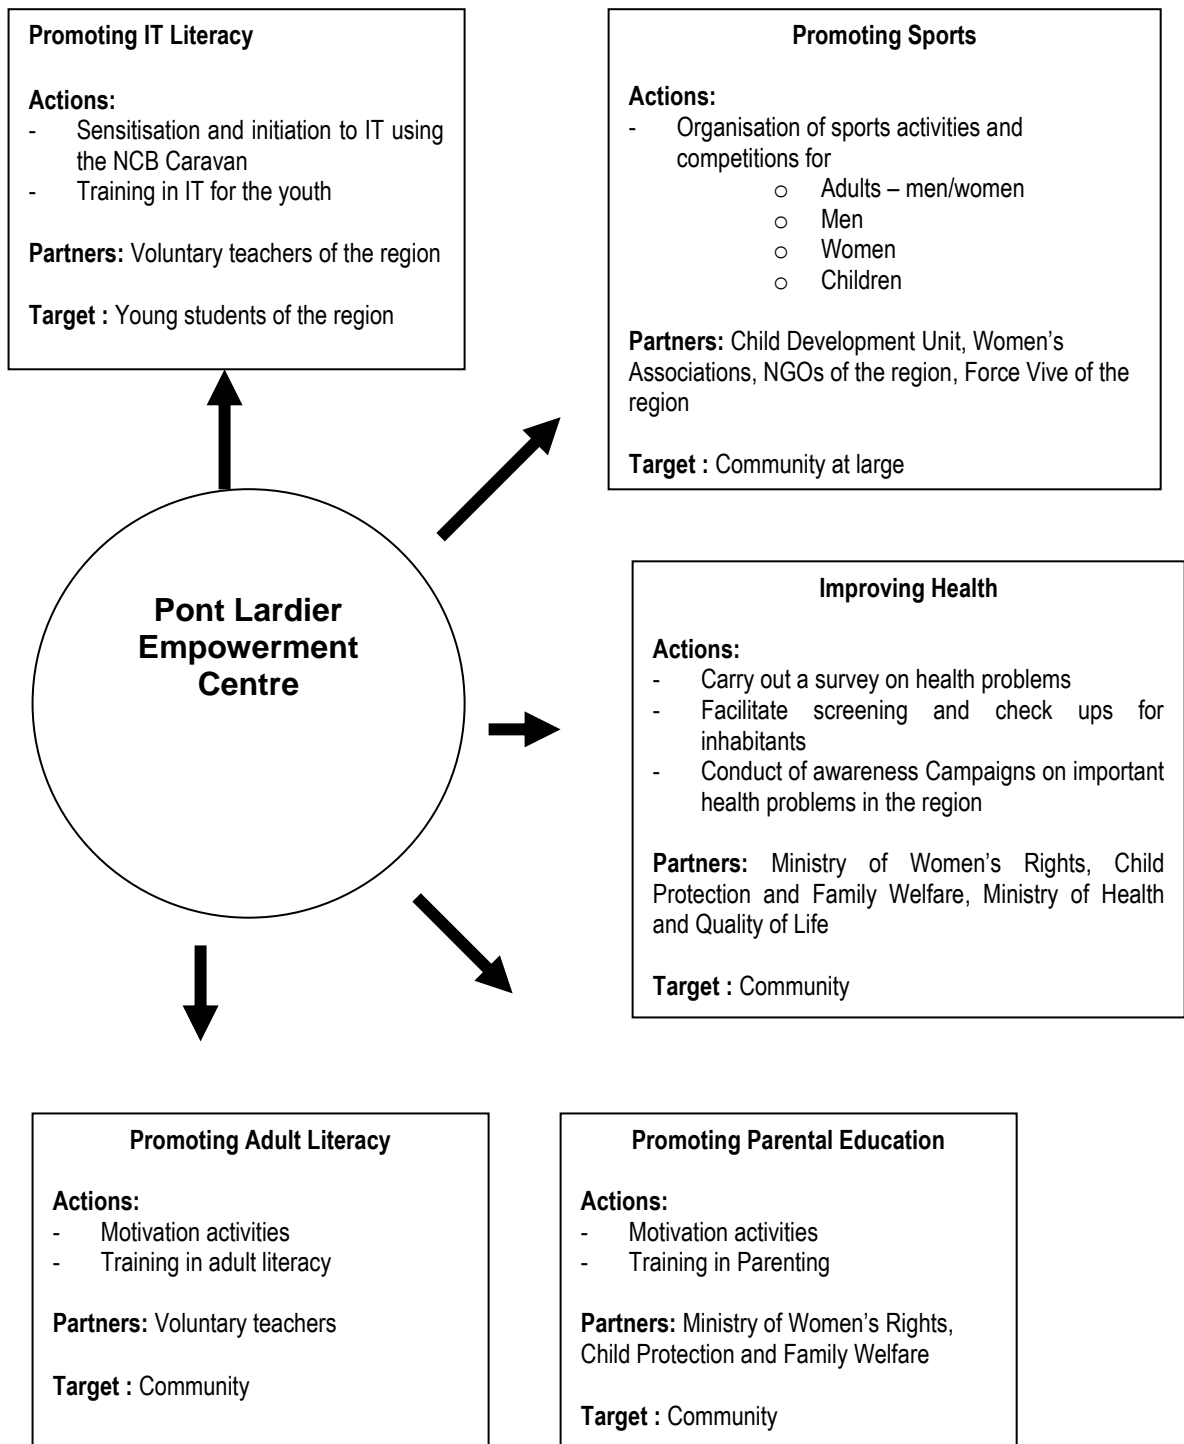 Promoting IT Literacy
Actions:
- Sensitisation and initiation to IT using
the NCB Caravan
- Training in IT for the youth
Partners: Voluntary teachers of the region
Target : Young students of the region
Promoting Sports
Actions:
- Organisation of sports activities and
competitions for
o Adults – men/women
o Men
o Women
o Children
Partners: Child Development Unit, Women’s
Associations, NGOs of the region, Force Vive of the
region
Target : Community at large
Pont Lardier
Empowerment
Centre
Improving Health
Actions:
- Carry out a survey on health problems
- Facilitate screening and check ups for
inhabitants
- Conduct of awareness Campaigns on important
health problems in the region
Partners: Ministry of Women’s Rights, Child
Protection and Family Welfare, Ministry of Health
and Quality of Life
Target : Community
Promoting Adult Literacy
Actions:
- Motivation activities
- Training in adult literacy
Partners: Voluntary teachers
Target : Community
Promoting Parental Education
Actions:
- Motivation activities
- Training in Parenting
Partners: Ministry of Women’s Rights,
Child Protection and Family Welfare
Target : Community